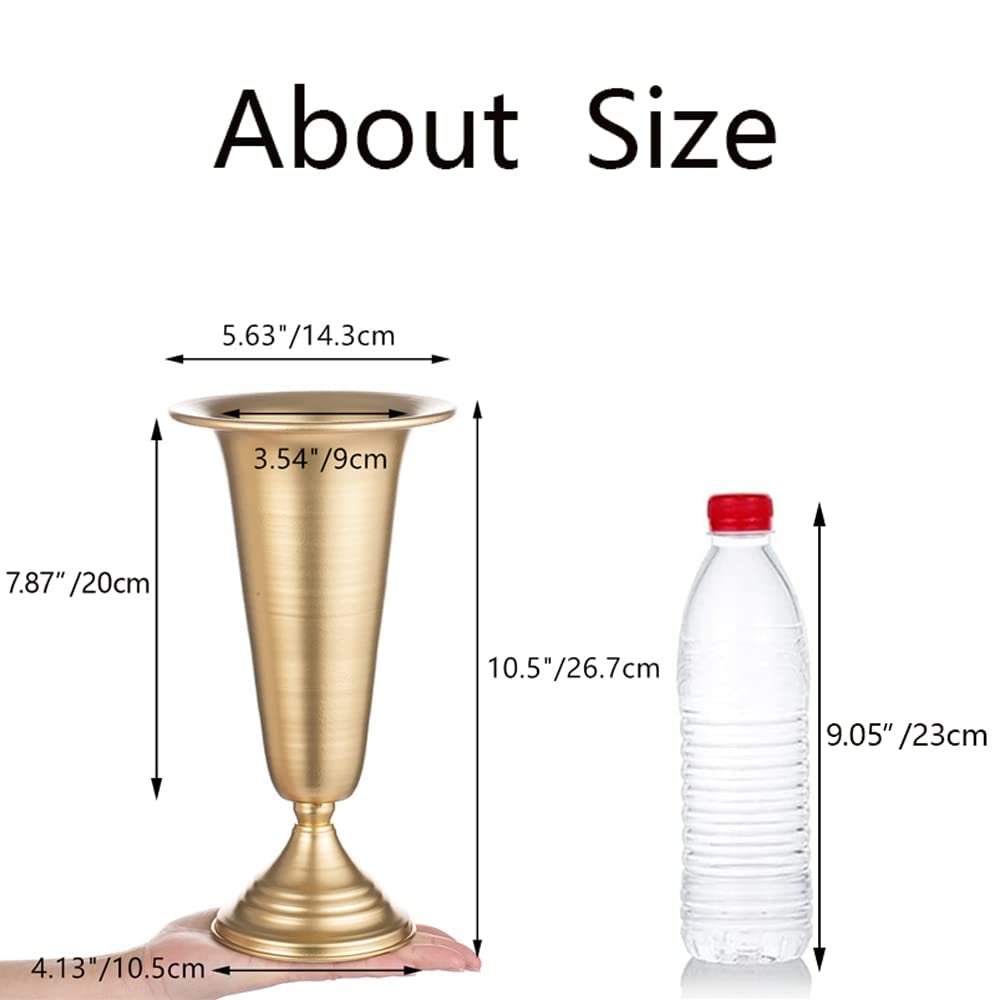 About Size
5.63"/14.3cm
3.54"/9cm
7.87“ /20cm
10.5"/26.7cm
9.05“ /23cm
4.13"/10.5cm